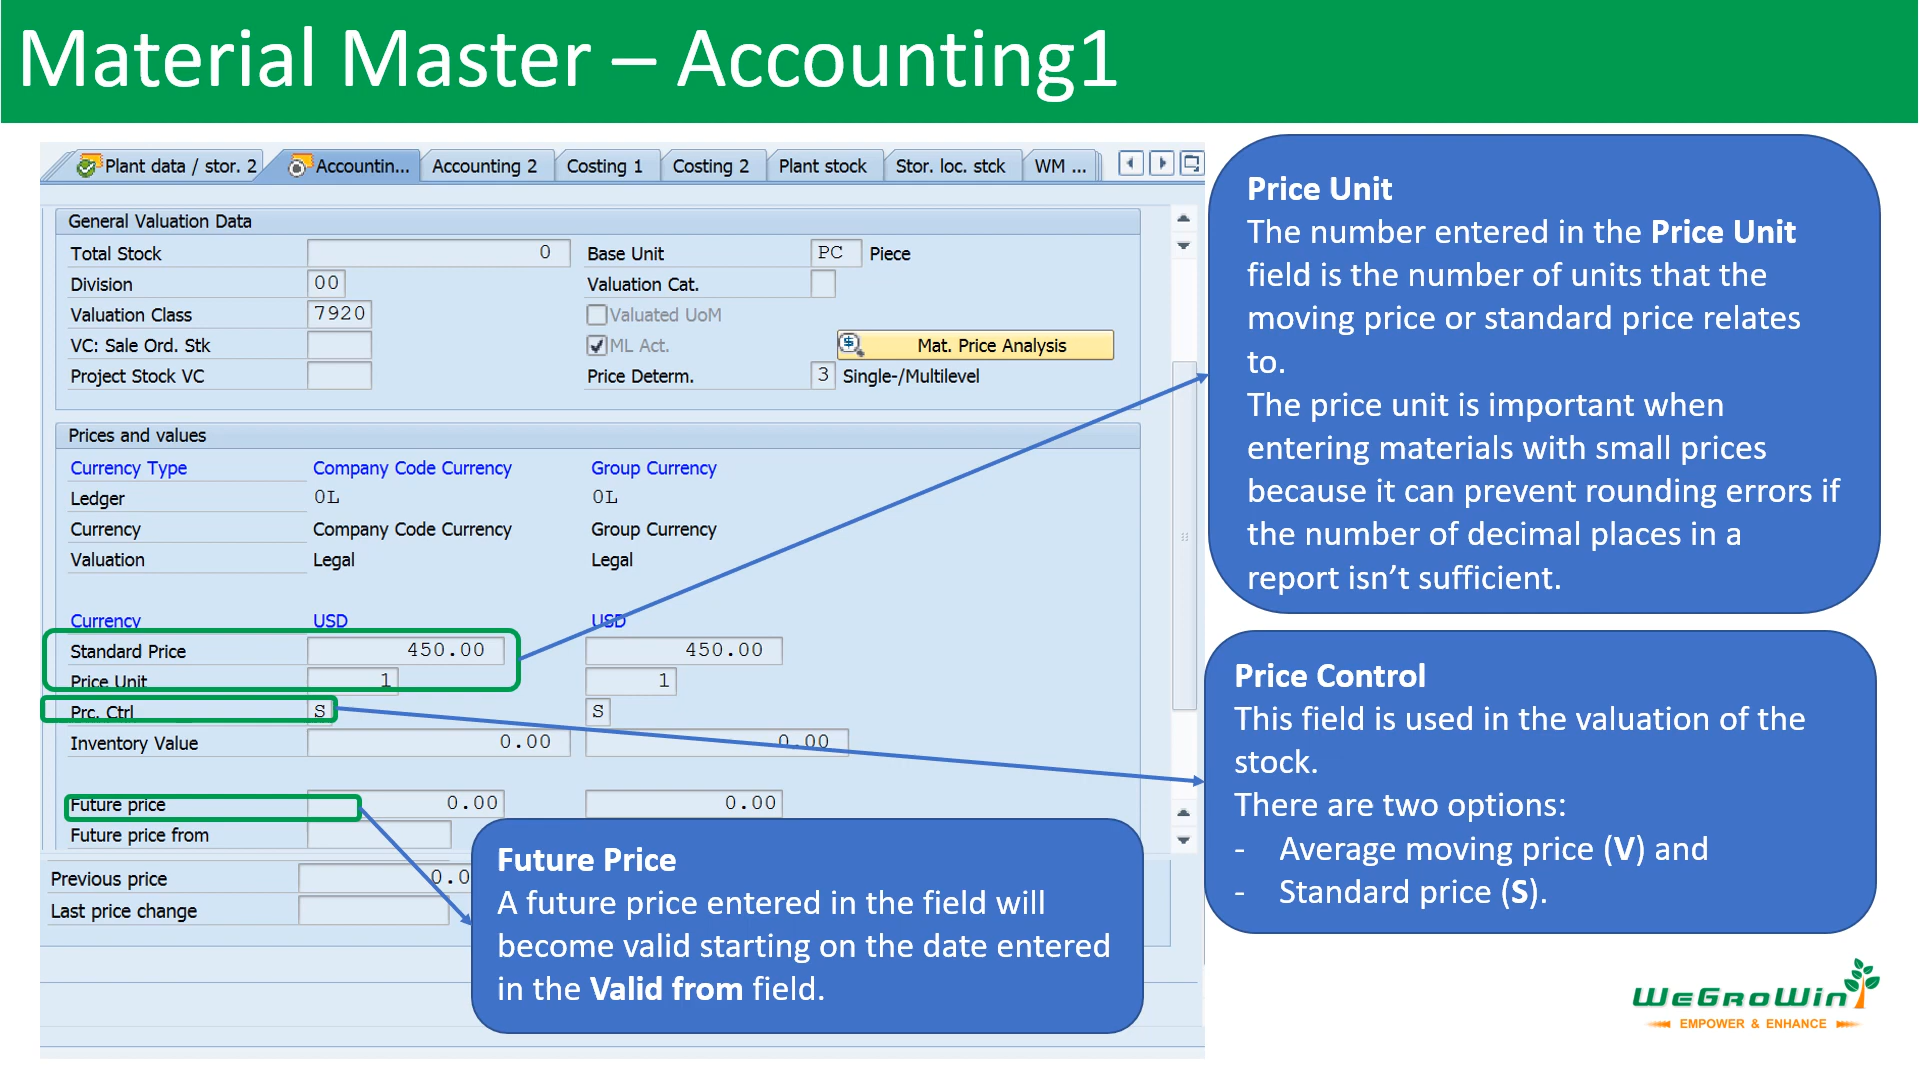 Material Master – Accounting1
Plant data / stor. 2 Accountin... Accounting 2 Costing 1 Costing 2 Plant stock Stor. loc. stck WM ...
General Valuation Data
Total Stock 0 Base Unit PC Piece
Division 00 Valuation Cat.
Valuation Class 7920 Valuated UoM
VC: Sale Ord. Stk ML Act. Mat. Price Analysis
Project Stock VC Price Determ. 3 Single-/Multilevel
Prices and values
Currency Type Company Code Currency Group Currency
Ledger 0L 0L
Currency Company Code Currency Group Currency
Valuation Legal Legal
Currency USD USD
Standard Price 450.00 450.00
Price Unit 1 1
Prc. Ctrl S S
Inventory Value 0.00 0.00
Future price 0.00 0.00
Future price from
Previous price 0.0
Last price change
Price Unit
The number entered in the Price Unit
field is the number of units that the
moving price or standard price relates
to.
The price unit is important when
entering materials with small prices
because it can prevent rounding errors if
the number of decimal places in a
report isn’t sufficient.
Price Control
This field is used in the valuation of the
stock.
There are two options:
- Average moving price (V) and
- Standard price (S).
Future Price
A future price entered in the field will
become valid starting on the date entered
in the Valid from field.
WeGroWin
EMPOWER & ENHANCE